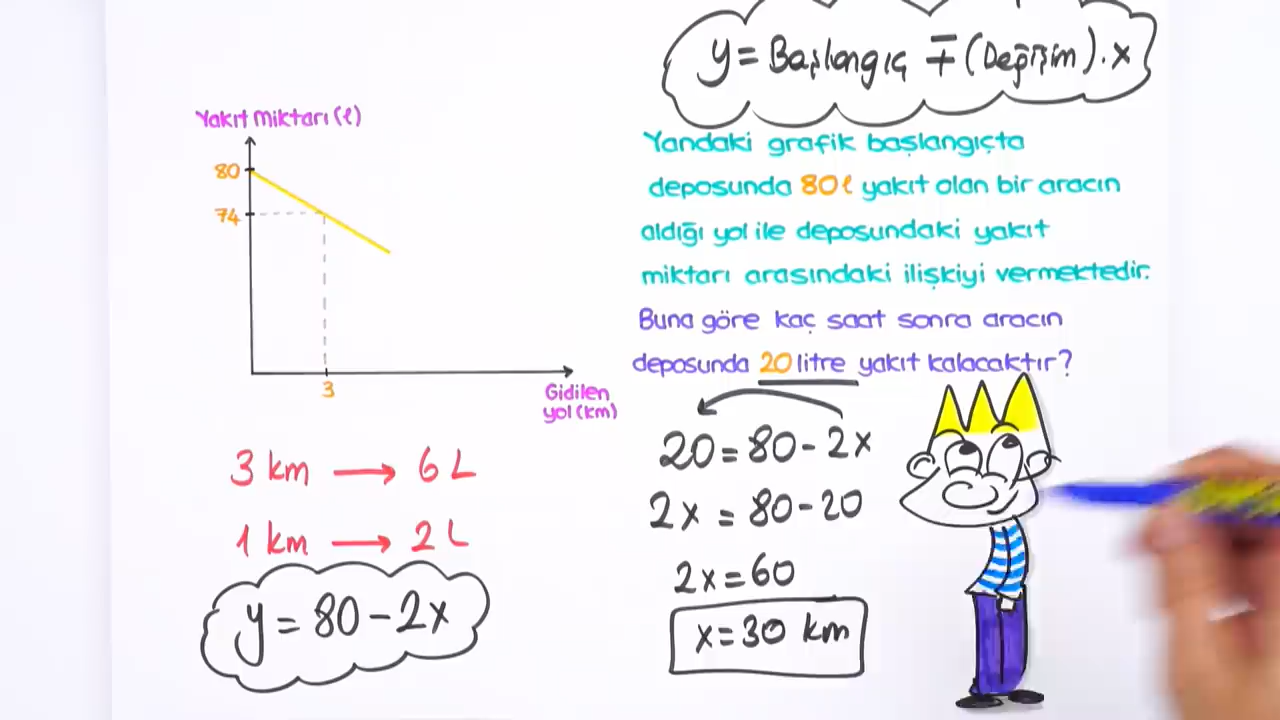 y = Başlangıç ∓ (Değişim) . x
Yakıt miktarı (ℓ)
80
74
3
Gidilen
yol (km)
Yandaki grafik başlangıçta
deposunda 80ℓ yakıt olan bir aracın
aldığı yol ile deposundaki yakıt
miktarı arasındaki ilişkiyi vermektedir.
Buna göre kaç saat sonra aracın
deposunda 20 litre yakıt kalacaktır?
3 km → 6 L
1 km → 2 L
y = 80 - 2x
20 = 80 - 2x
2x = 80 - 20
2x = 60
x = 30 km